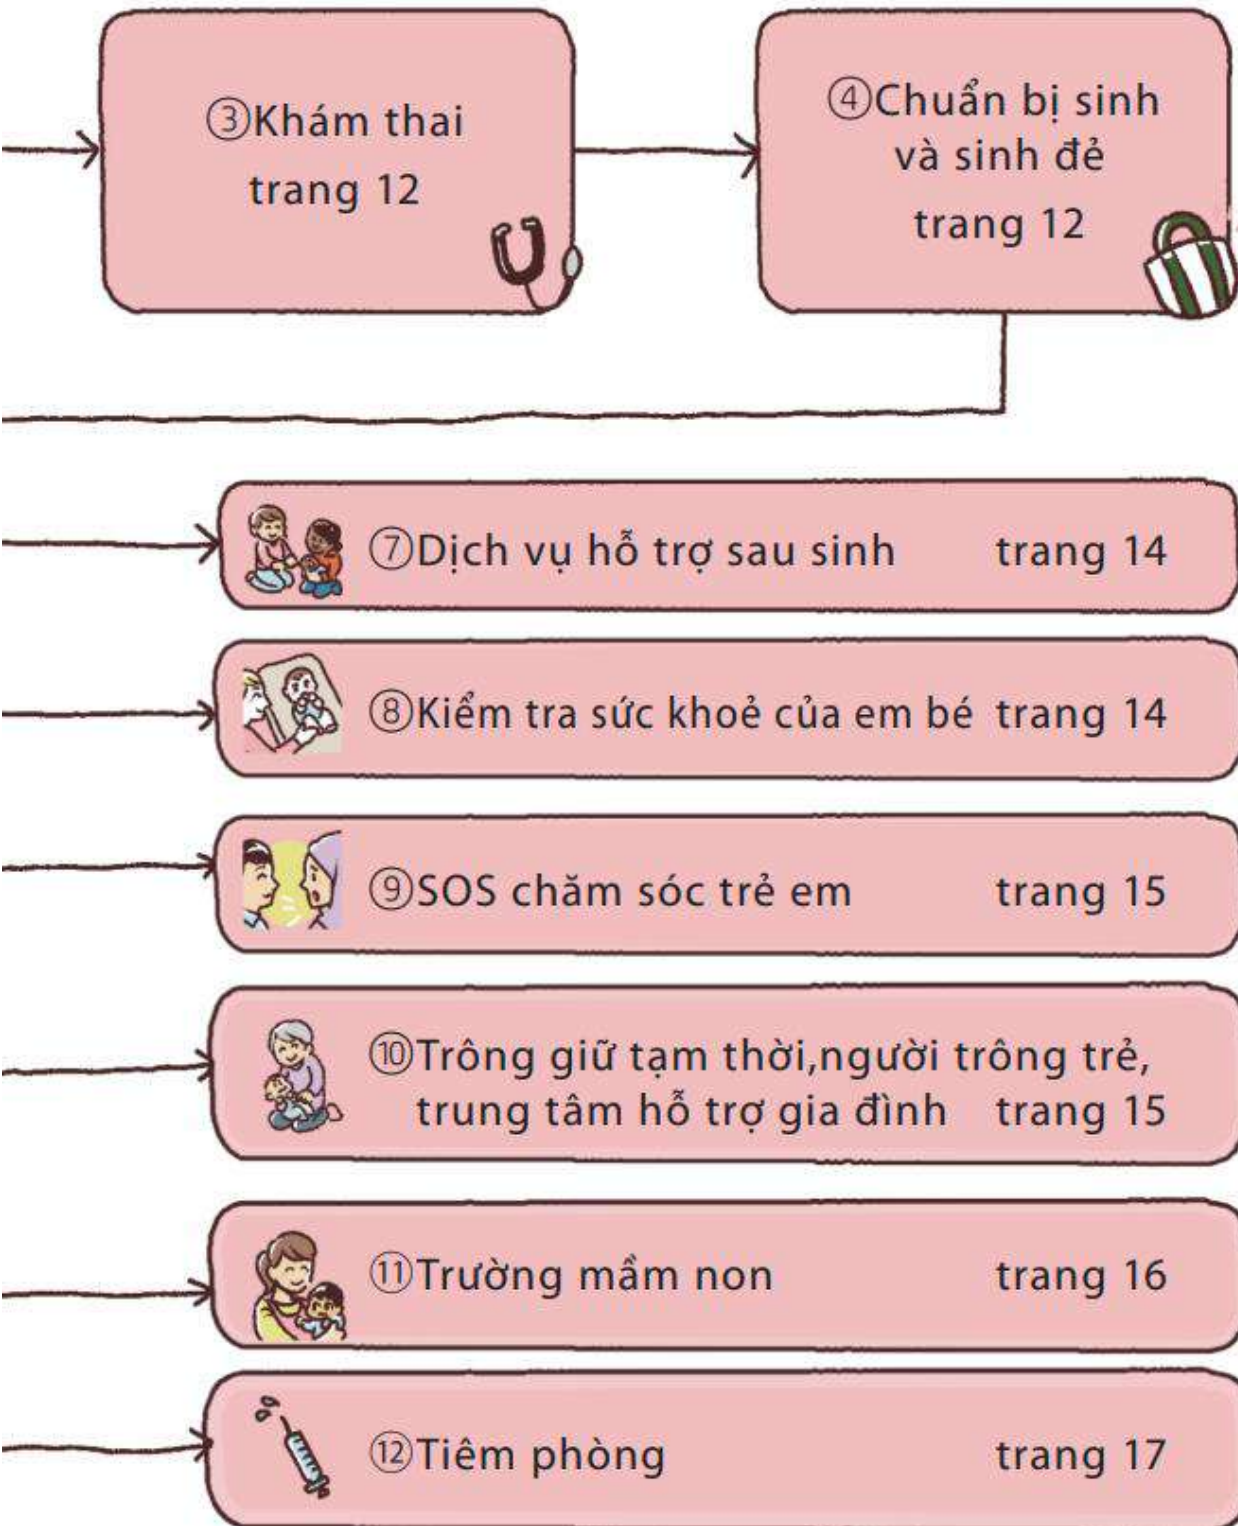 ③Khám thai
trang 12
④Chuẩn bị sinh
và sinh đẻ
trang 12
⑦Dịch vụ hỗ trợ sau sinh trang 14
⑧Kiểm tra sức khoẻ của em bé trang 14
⑨SOS chăm sóc trẻ em trang 15
⑩Trông giữ tạm thời,người trông trẻ,
trung tâm hỗ trợ gia đình trang 15
⑪Trường mầm non trang 16
⑫Tiêm phòng trang 17